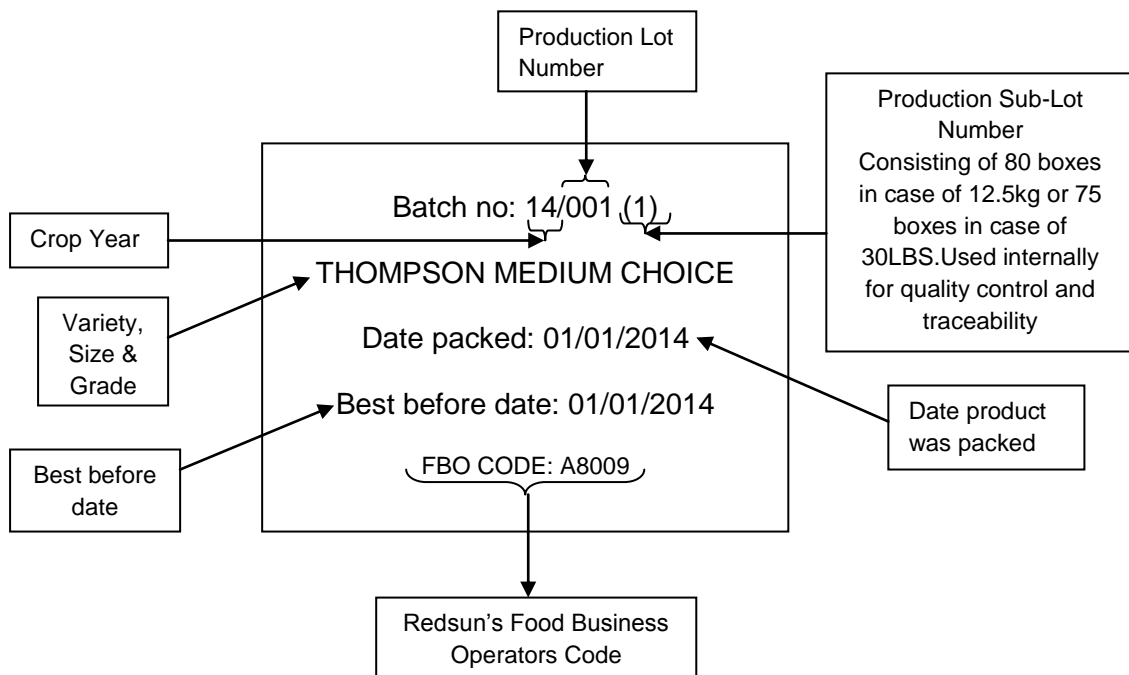 Production Lot
Number
Production Sub-Lot
Number
Consisting of 80 boxes
in case of 12.5kg or 75
boxes in case of
30LBS.Used internally
for quality control and
traceability
Batch no: 14/001 (1)
Crop Year
THOMPSON MEDIUM CHOICE
Variety,
Size &
Grade
Date packed: 01/01/2014
Best before date: 01/01/2014
Date product
was packed
Best before
date
FBO CODE: A8009
Redsun’s Food Business
Operators Code